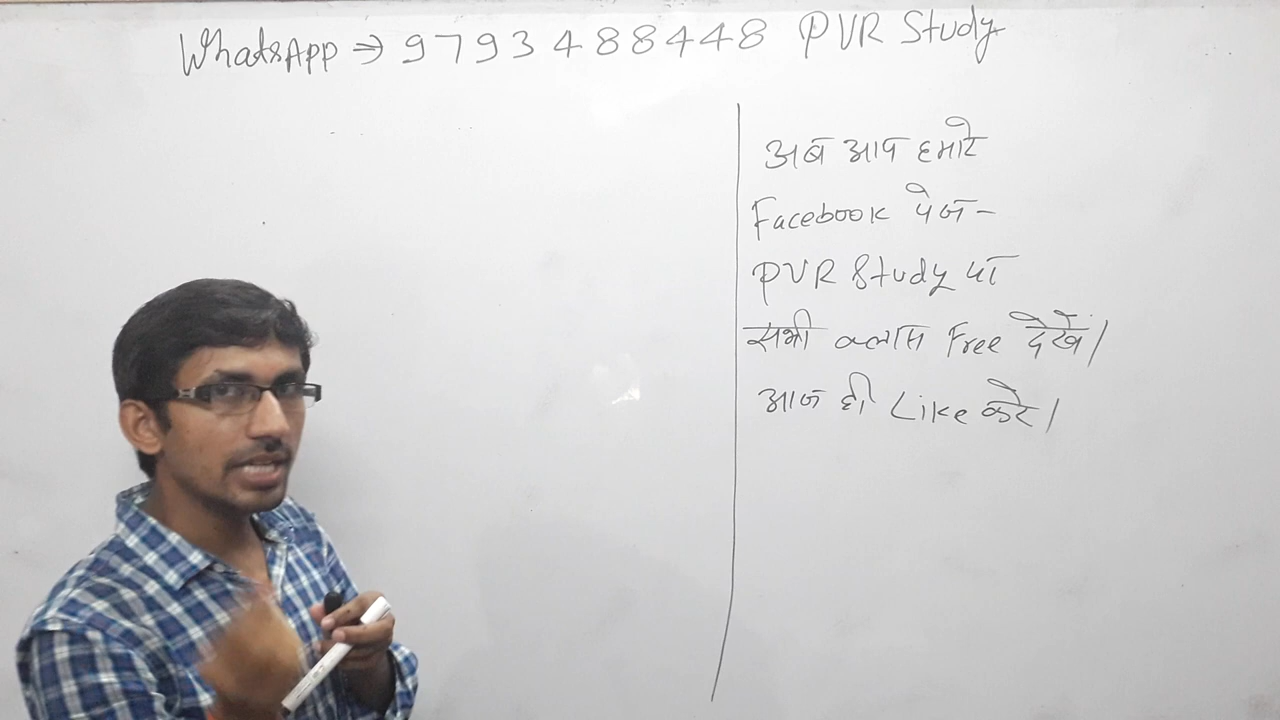 WhatsApp ⇒ 9793488448 PVR Study
अब आप हमारे
Facebook पेज -
PVR Study पर
सभी क्लास Free देखें।
आज ही Like करें।